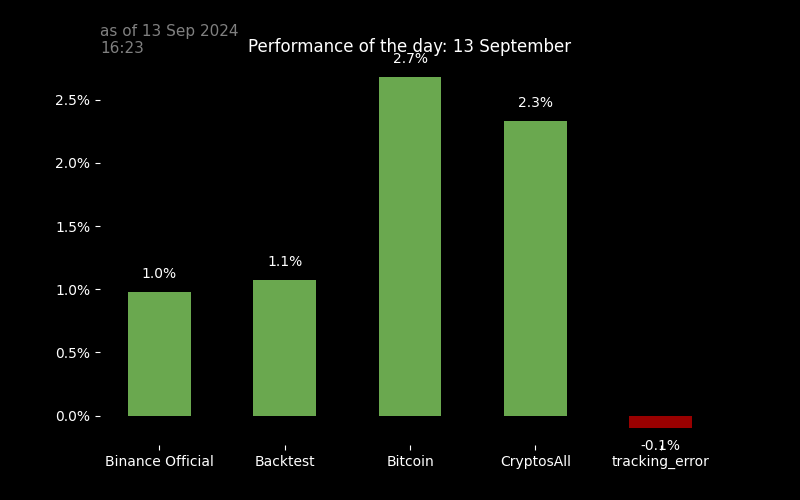 as of 13 Sep 2024
16:23
Performance of the day: 13 September
2.7%
2.5%
2.3%
2.0%
1.5%
1.1%
1.0%
1.0%
0.5%
0.0%
-0.1%
Binance Official
Backtest
Bitcoin
CryptosAll
tracking_error